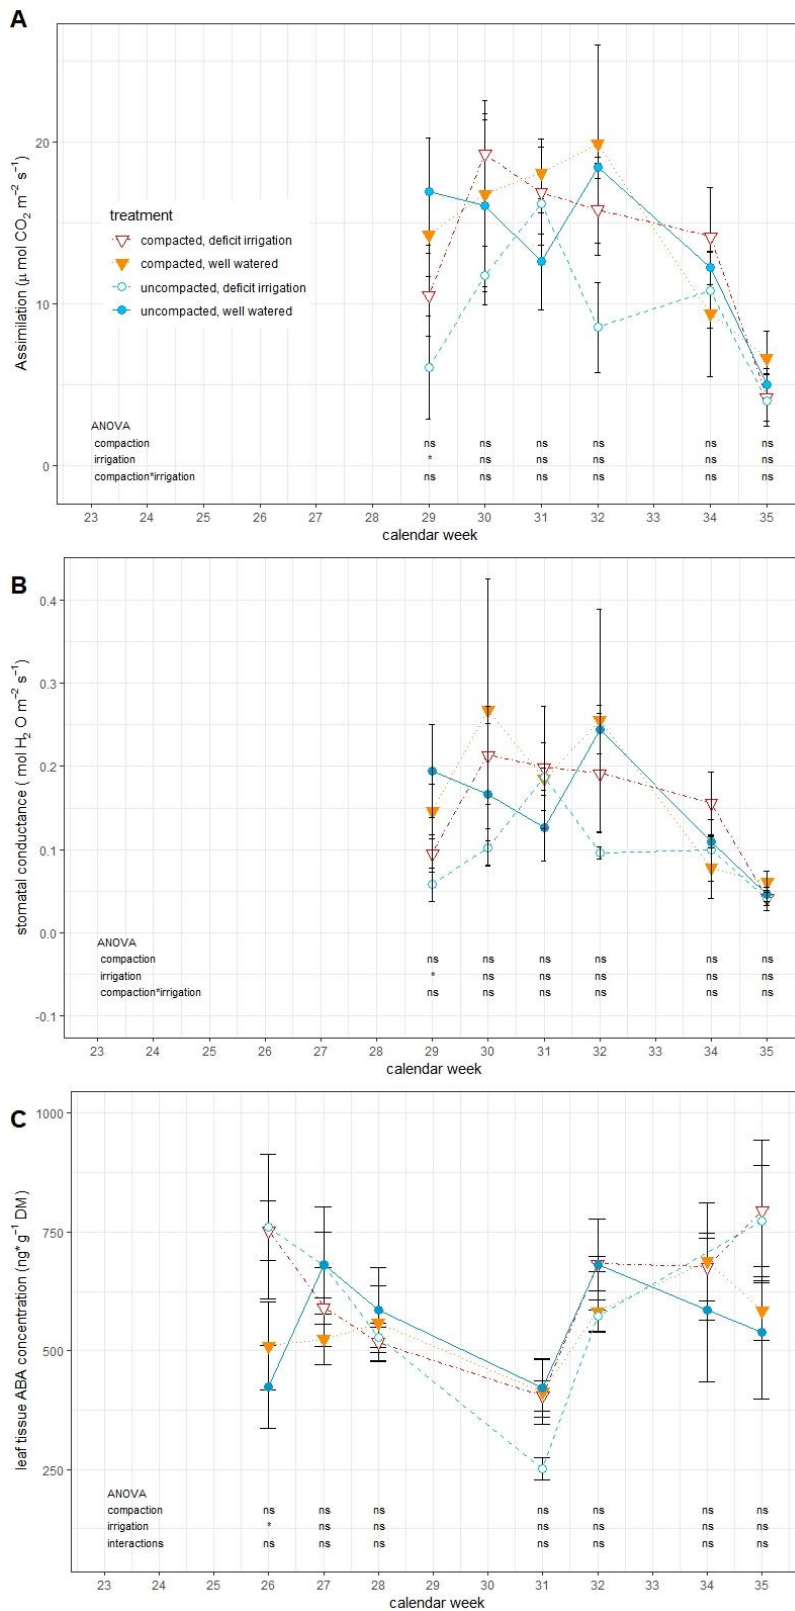 A
Assimilation (μ mol CO₂ m⁻² s⁻¹)
20
10
0
treatment
compacted, deficit irrigation
compacted, well watered
uncompacted, deficit irrigation
uncompacted, well watered
ANOVA
compaction ns ns ns ns ns ns
irrigation * ns ns ns ns ns
compaction*irrigation ns ns ns ns ns ns
23 24 25 26 27 28 29 30 31 32 33 34 35
calendar week
B
stomatal conductance ( mol H₂ O m⁻² s⁻¹)
0.4
0.3
0.2
0.1
0.0
-0.1
ANOVA
compaction ns ns ns ns ns ns
irrigation * ns ns ns ns ns
compaction*irrigation ns ns ns ns ns ns
23 24 25 26 27 28 29 30 31 32 33 34 35
calendar week
C
leaf tissue ABA concentration (ng* g⁻¹ DM )
1000
750
500
250
ANOVA
compaction ns ns ns ns ns ns ns
irrigation * ns ns ns ns ns ns
interactions ns ns ns ns ns ns ns
23 24 25 26 27 28 29 30 31 32 33 34 35
calendar week